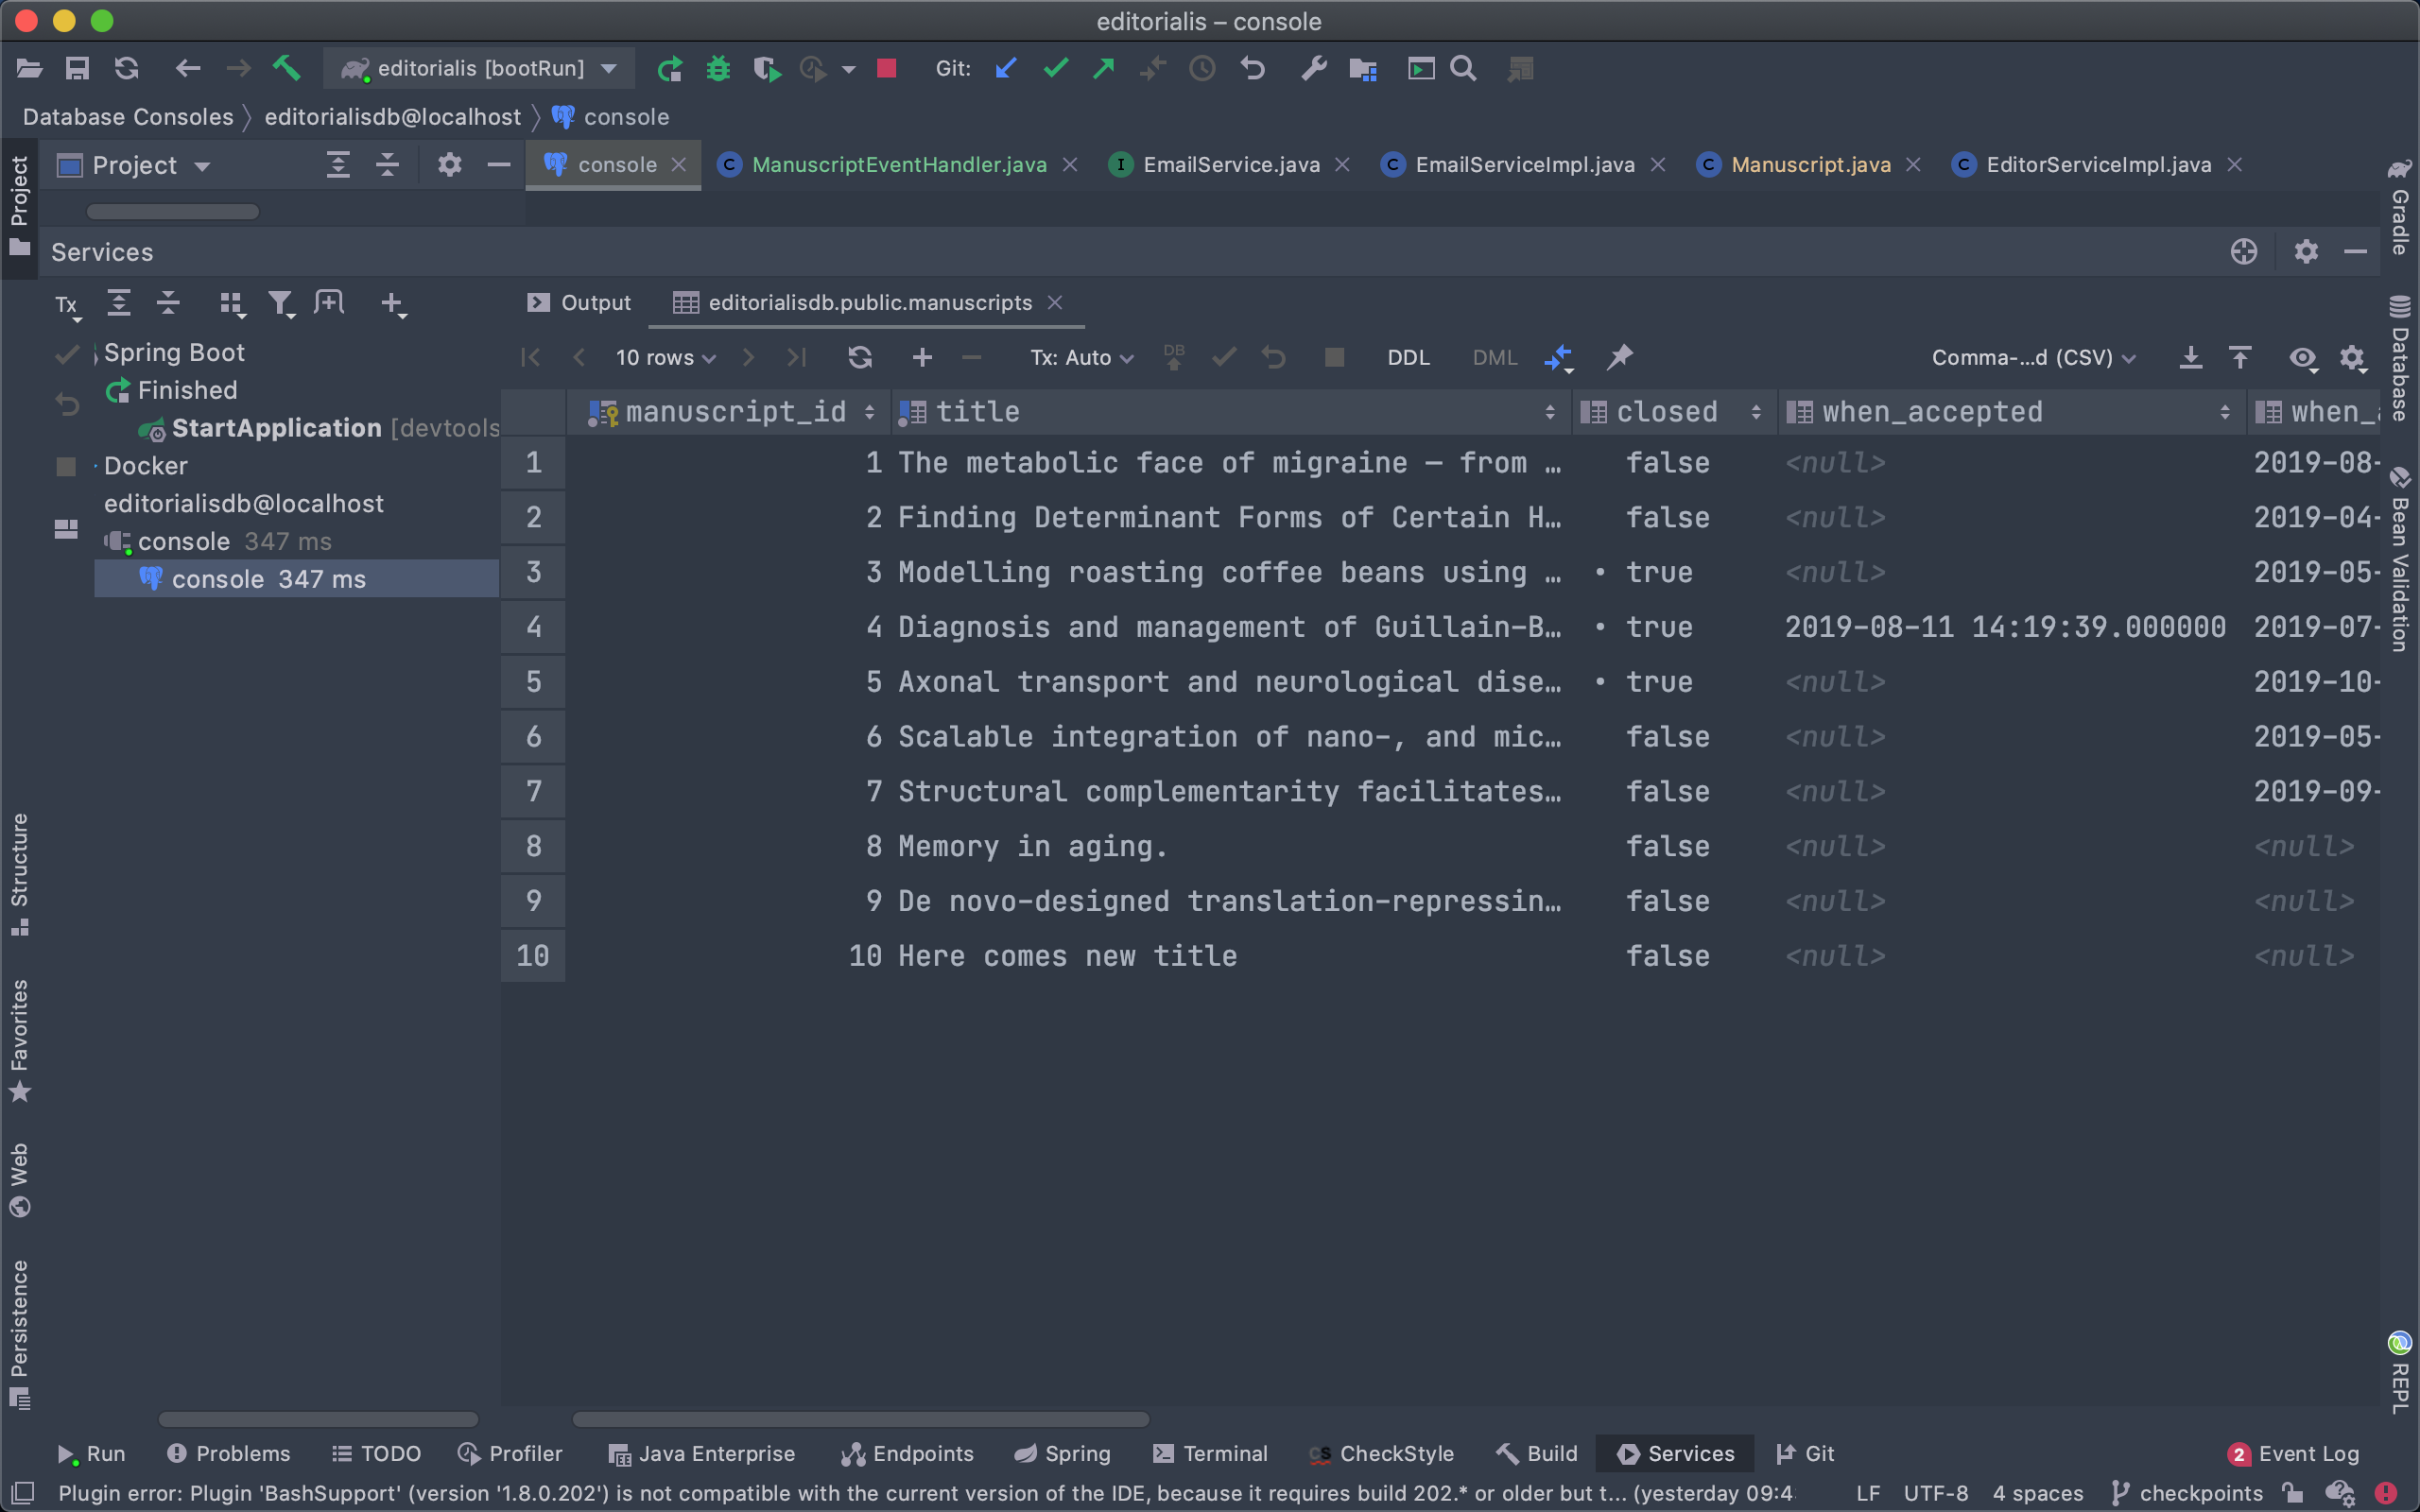 editorialis – console
editorialis [bootRun]
Git:
Database Consoles
editorialisdb@localhost
console
Project
Project
console
ManuscriptEventHandler.java
EmailService.java
EmailServiceImpl.java
Manuscript.java
EditorServiceImpl.java
Services
Tx
Output
editorialisdb.public.manuscripts
10 rows
Tx: Auto
DB
DDL
DML
Comma-...d (CSV)
Spring Boot
Finished
StartApplication [devtools
Docker
editorialisdb@localhost
console 347 ms
console 347 ms
manuscript_id title closed when_accepted when_
1 1 The metabolic face of migraine – from … false <null> 2019-08-
2 2 Finding Determinant Forms of Certain H… false <null> 2019-04-
3 3 Modelling roasting coffee beans using … • true <null> 2019-05-
4 4 Diagnosis and management of Guillain-B… • true 2019-08-11 14:19:39.000000 2019-07-
5 5 Axonal transport and neurological dise… • true <null> 2019-10-
6 6 Scalable integration of nano-, and mic… false <null> 2019-05-
7 7 Structural complementarity facilitates… false <null> 2019-09-
8 8 Memory in aging. false <null> <null>
9 9 De novo-designed translation-repressin… false <null> <null>
10 10 Here comes new title false <null> <null>
Structure
Favorites
Web
Persistence
Gradle
Database
Bean Validation
REPL
Run
Problems
TODO
Profiler
Java Enterprise
Endpoints
Spring
Terminal
CheckStyle
Build
Services
Git
2 Event Log
Plugin error: Plugin 'BashSupport' (version '1.8.0.202') is not compatible with the current version of the IDE, because it requires build 202.* or older but t... (yesterday 09:4
LF
UTF-8
4 spaces
checkpoints